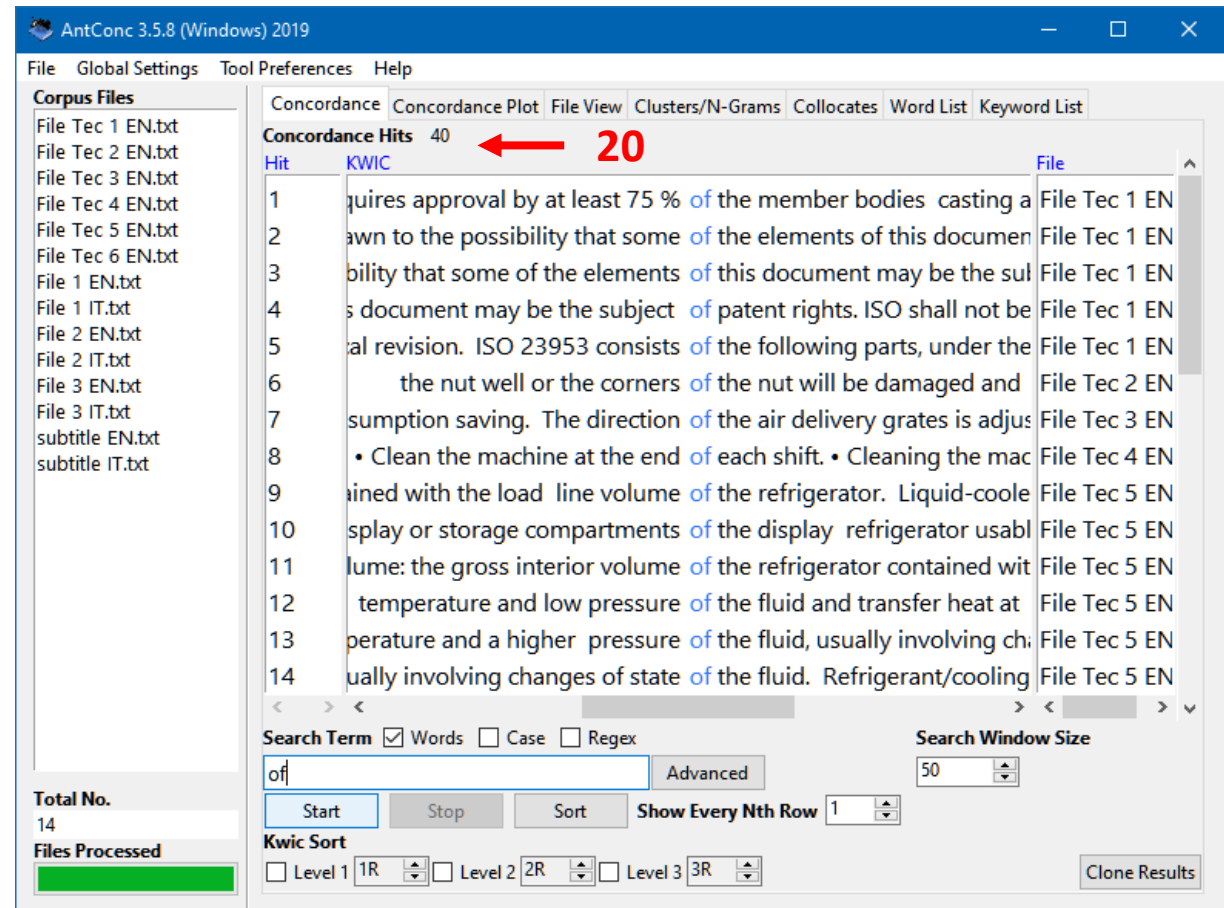 AntConc 3.5.8 (Windows) 2019
File Global Settings Tool Preferences Help
Corpus Files
File Tec 1 EN.txt
File Tec 2 EN.txt
File Tec 3 EN.txt
File Tec 4 EN.txt
File Tec 5 EN.txt
File Tec 6 EN.txt
File 1 EN.txt
File 1 IT.txt
File 2 EN.txt
File 2 IT.txt
File 3 EN.txt
File 3 IT.txt
subtitle EN.txt
subtitle IT.txt
Total No.
14
Files Processed
Concordance Concordance Plot File View Clusters/N-Grams Collocates Word List Keyword List
Concordance Hits 40
20
Hit KWIC File
1 quires approval by at least 75 % of the member bodies casting a File Tec 1 EN
2 awn to the possibility that some of the elements of this documen File Tec 1 EN
3 bility that some of the elements of this document may be the sub File Tec 1 EN
4 s document may be the subject of patent rights. ISO shall not be File Tec 1 EN
5 cal revision. ISO 23953 consists of the following parts, under the File Tec 1 EN
6 the nut well or the corners of the nut will be damaged and File Tec 2 EN
7 sumption saving. The direction of the air delivery grates is adjus File Tec 3 EN
8 • Clean the machine at the end of each shift. • Cleaning the mac File Tec 4 EN
9 ained with the load line volume of the refrigerator. Liquid-coole File Tec 5 EN
10 splay or storage compartments of the display refrigerator usabl File Tec 5 EN
11 lume: the gross interior volume of the refrigerator contained wit File Tec 5 EN
12 temperature and low pressure of the fluid and transfer heat at File Tec 5 EN
13 perature and a higher pressure of the fluid, usually involving cha File Tec 5 EN
14 ually involving changes of state of the fluid. Refrigerant/cooling File Tec 5 EN
Search Term Words Case Regex Search Window Size
of Advanced 50
Start Stop Sort Show Every Nth Row 1
Kwic Sort
Level 1 1R Level 2 2R Level 3 3R Clone Results